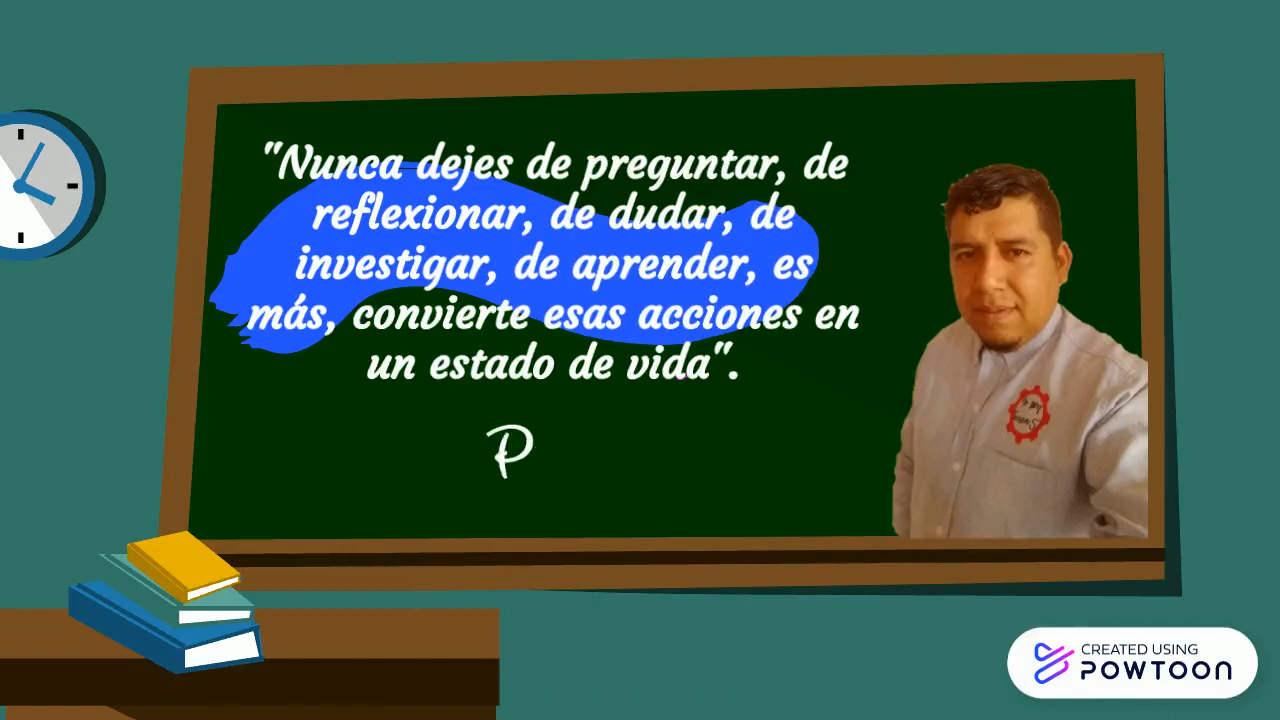 "Nunca dejes de preguntar, de
reflexionar, de dudar, de
investigar, de aprender, es
más, convierte esas acciones en
un estado de vida".
P
CREATED USING
POWTOON